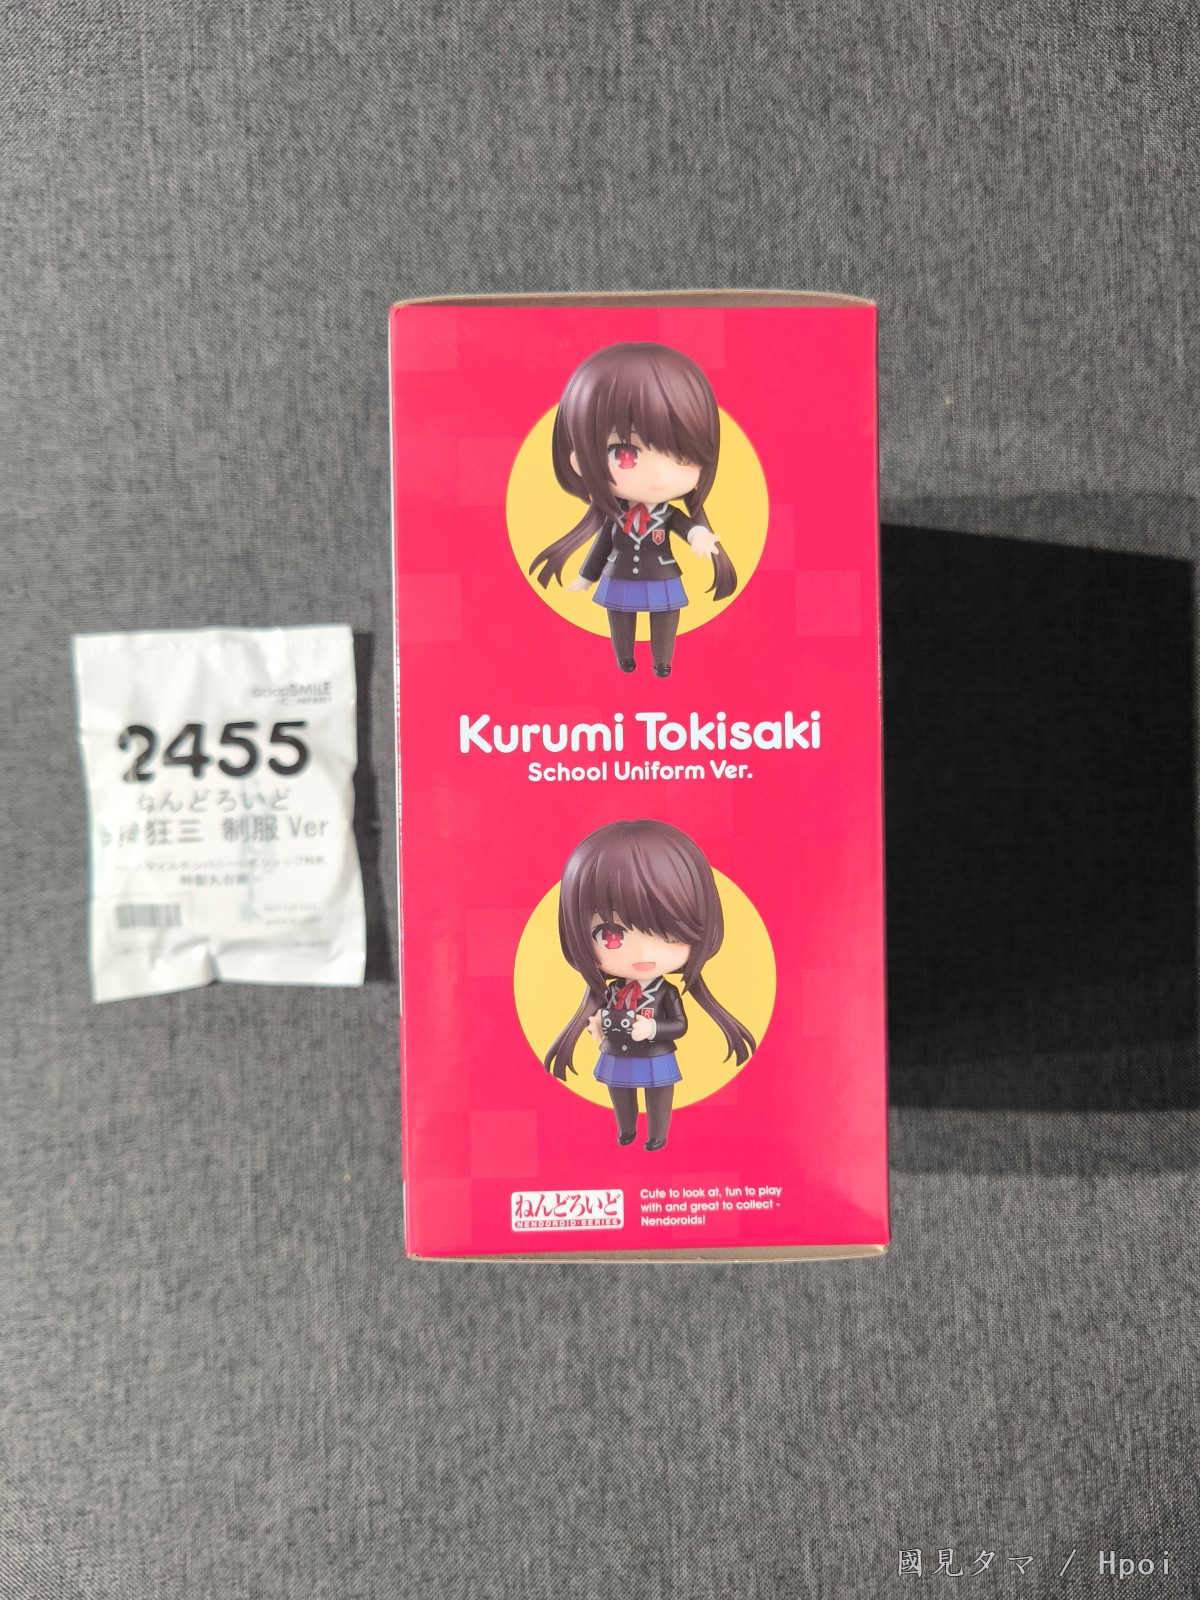 GOODSMILE
COMPANY
2455
ねんどろいど
狂三 制服 Ver.
Kurumi Tokisaki
School Uniform Ver.
ねんどろいど
NENDOROID·SERIES
Cute to look at, fun to play
with and great to collect -
Nendoroids!
國見タマ / Hpoi